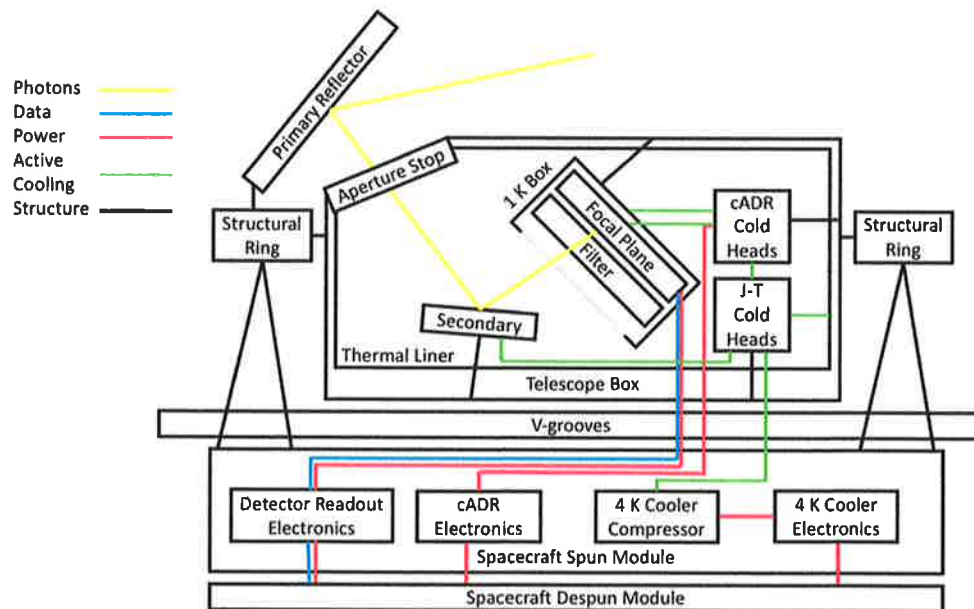 Primary Reflector
Photons
Data
Power
Active
Cooling
Structure
Aperture Stop
1 K Box
Focal Plane
Filter
cADR
Cold
Heads
Structural
Ring
Structural
Ring
J-T
Cold
Heads
Secondary
Thermal Liner
Telescope Box
V-grooves
Detector Readout
Electronics
cADR
Electronics
4 K Cooler
Compressor
4 K Cooler
Electronics
Spacecraft Spun Module
Spacecraft Despun Module